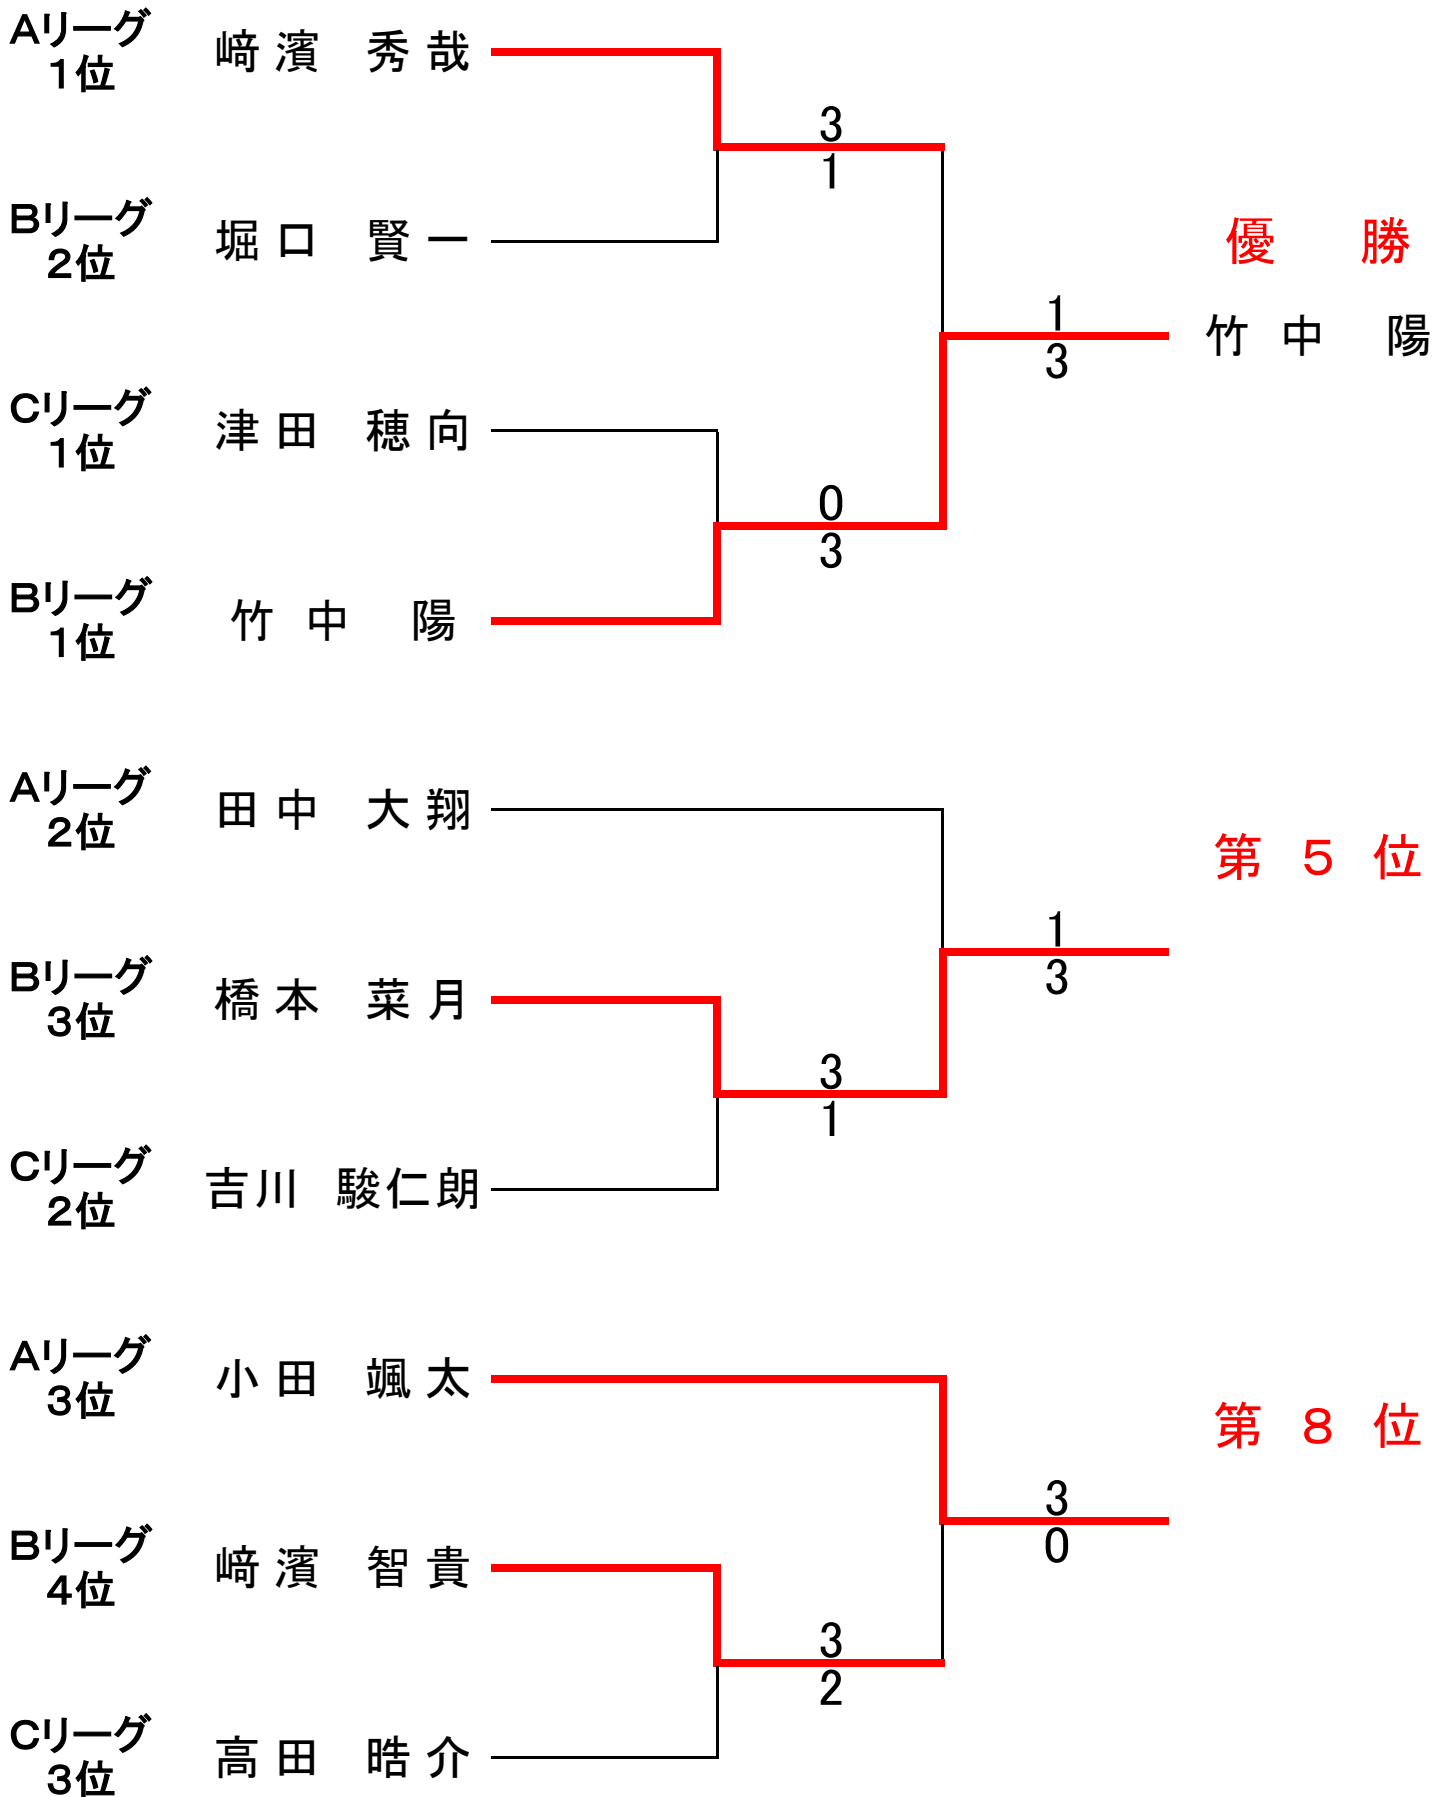 Aリーグ
1位
﨑濱 秀哉
3
1
Bリーグ
2位
堀口 賢一
優 勝
竹中 陽
1
3
Cリーグ
1位
津田 穂向
0
3
Bリーグ
1位
竹中 陽
Aリーグ
2位
田中 大翔
第 5 位
1
3
Bリーグ
3位
橋本 菜月
3
1
Cリーグ
2位
吉川 駿仁朗
Aリーグ
3位
小田 颯太
第 8 位
3
0
Bリーグ
4位
﨑濱 智貴
3
2
Cリーグ
3位
高田 晧介